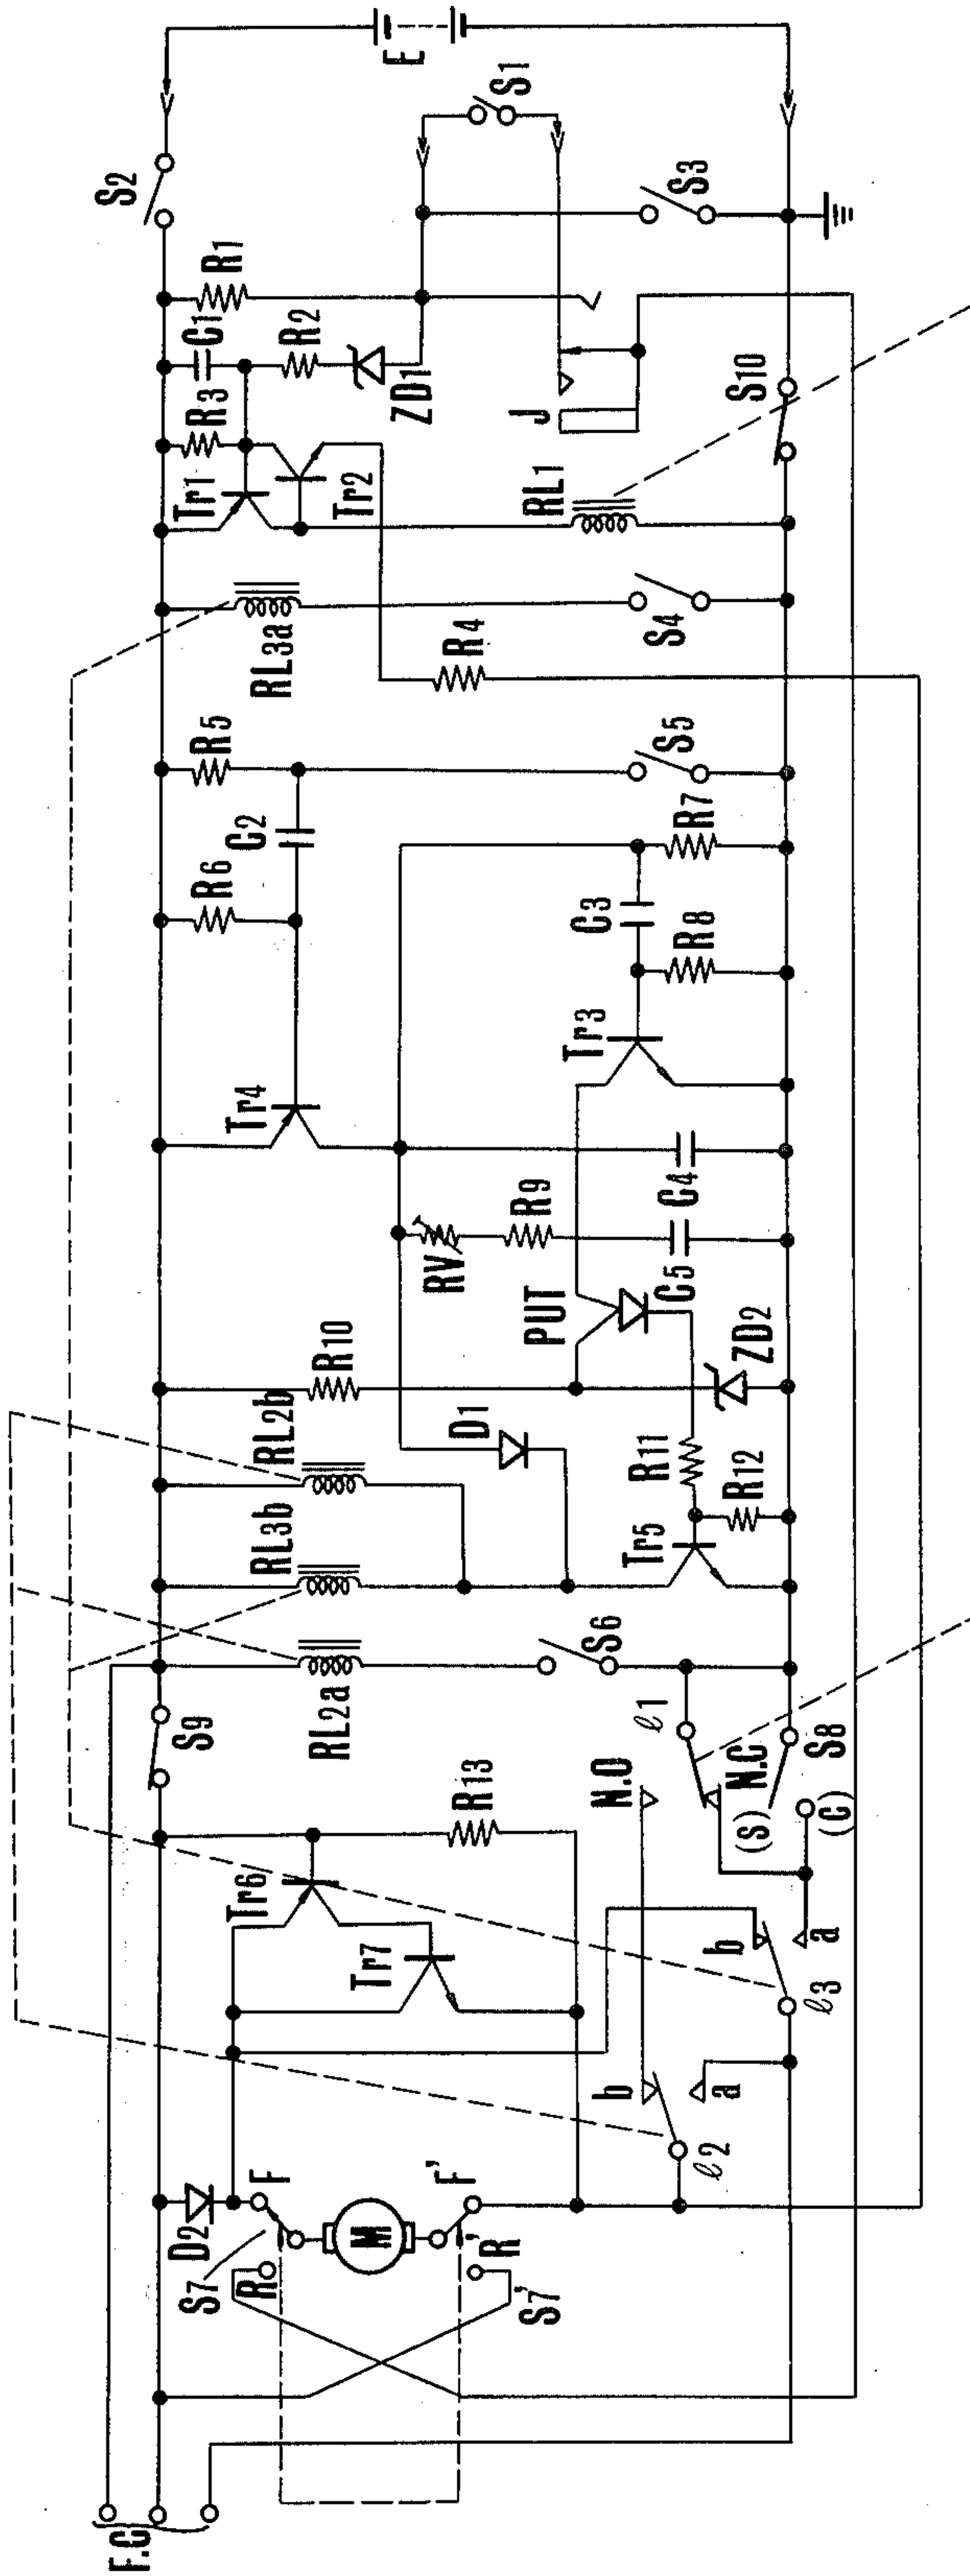 E
S1
S2
S3
R1
C1
R2
ZD1
R3
Tr1
Tr2
J
S10
RL1
RL3a
S4
R4
R5
S5
C2
R6
R7
C3
R8
Tr3
Tr4
C4
R9
RV
C5
PUT
ZD2
R10
D1
RL2b
R11
R12
RL3b
Tr5
RL2a
S6
S9
ℓ1
N.O
N.C
S8
(S)
(C)
R13
Tr6
Tr7
b
a
ℓ3
b
a
ℓ2
D2
F
F'
M
S7
R
R'
S7'
F.C